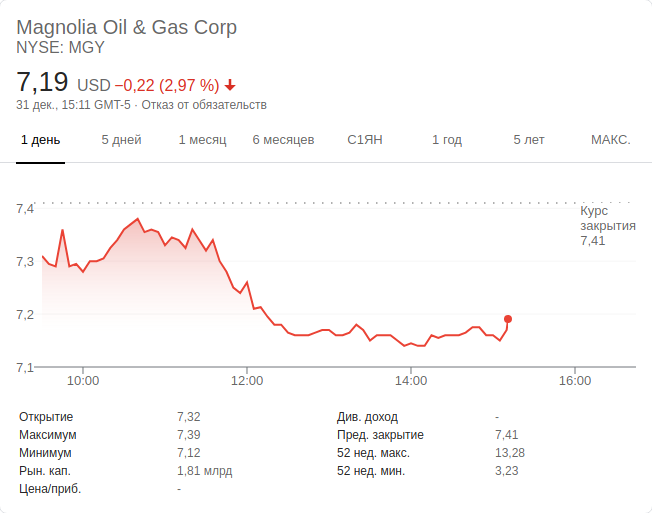 Magnolia Oil & Gas Corp
NYSE: MGY
7,19 USD −0,22 (2,97 %)
31 дек., 15:11 GMT-5 · Отказ от обязательств
1 день 5 дней 1 месяц 6 месяцев С1ЯН 1 год 5 лет МАКС.
7,4
Курс
закрытия
7,41
7,3
7,2
7,1
10:00 12:00 14:00 16:00
Открытие 7,32 Див. доход -
Максимум 7,39 Пред. закрытие 7,41
Минимум 7,12 52 нед. макс. 13,28
Рын. кап. 1,81 млрд 52 нед. мин. 3,23
Цена/приб. -